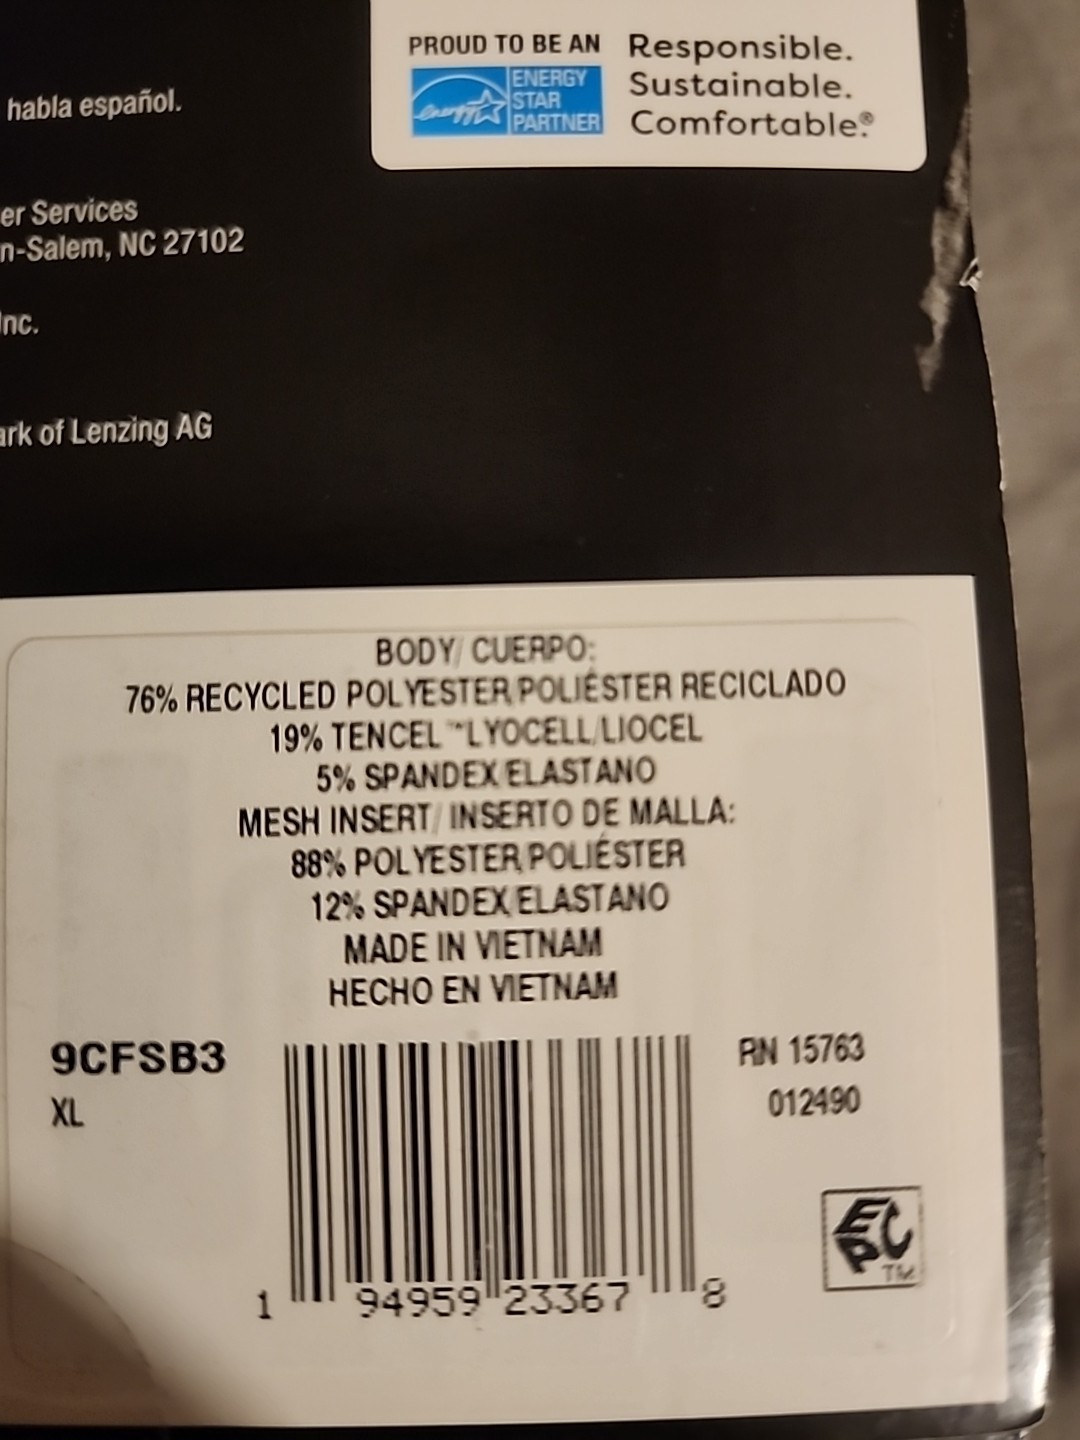 PROUD TO BE AN
energy
ENERGY
STAR
PARTNER
Responsible.
Sustainable.
Comfortable.®
habla español.
er Services
n-Salem, NC 27102
Inc.
ark of Lenzing AG
BODY/CUERPO:
76% RECYCLED POLYESTER/POLIÉSTER RECICLADO
19% TENCEL™LYOCELL/LIOCEL
5% SPANDEX/ELASTANO
MESH INSERT/INSERTO DE MALLA:
88% POLYESTER/POLIÉSTER
12% SPANDEX/ELASTANO
MADE IN VIETNAM
HECHO EN VIETNAM
9CFSB3
XL
RN 15763
012490
EPC
TM
1 94959 23367 8